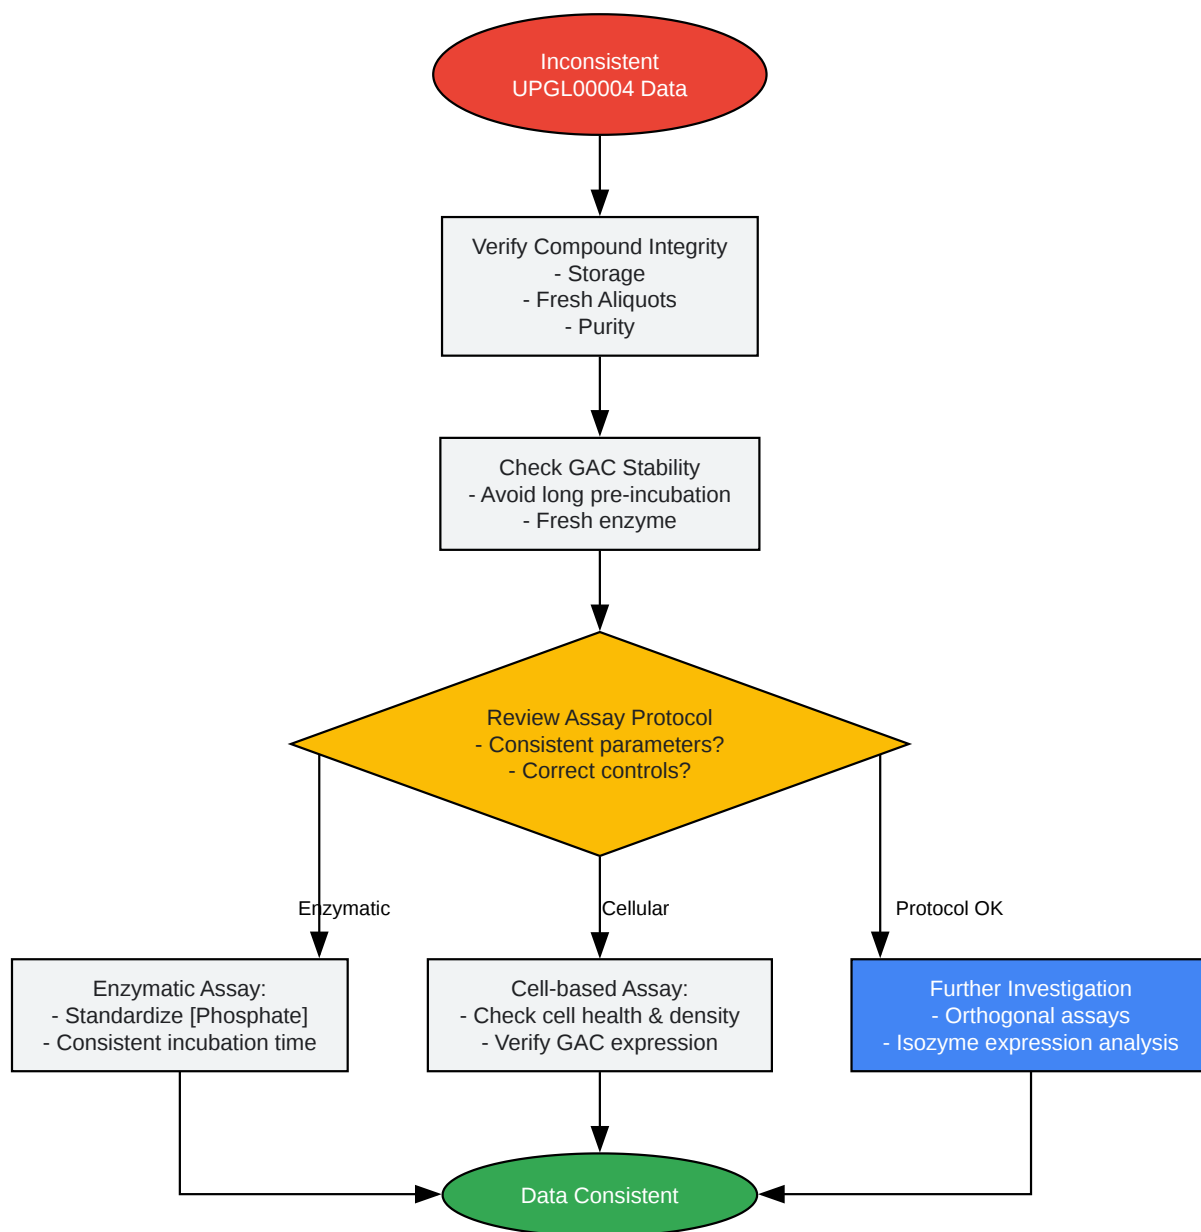 Inconsistent
UPGL00004 Data
Verify Compound Integrity
- Storage
- Fresh Aliquots
- Purity
Check GAC Stability
- Avoid long pre-incubation
- Fresh enzyme
Review Assay Protocol
- Consistent parameters?
- Correct controls?
Enzymatic
Cellular
Protocol OK
Enzymatic Assay:
- Standardize [Phosphate]
- Consistent incubation time
Cell-based Assay:
- Check cell health & density
- Verify GAC expression
Further Investigation
- Orthogonal assays
- Isozyme expression analysis
Data Consistent